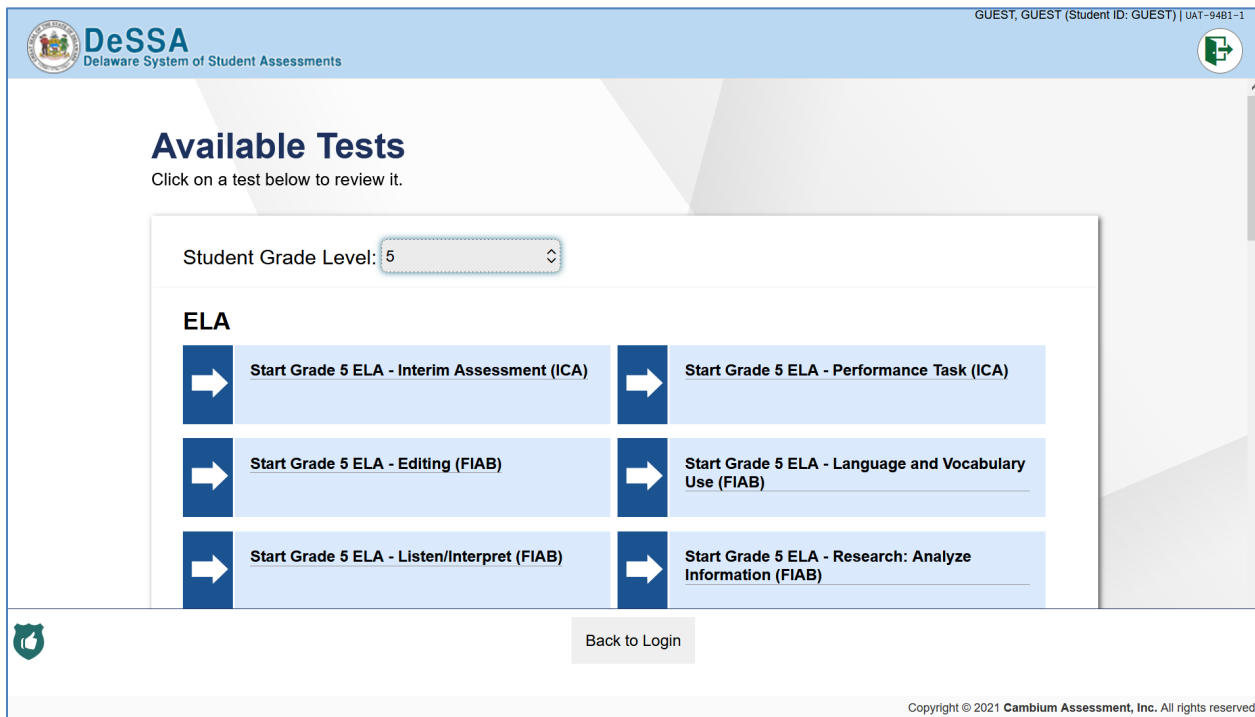 GUEST, GUEST (Student ID: GUEST) | UAT-94B1-1
DeSSA
Delaware System of Student Assessments
Available Tests
Click on a test below to review it.
Student Grade Level: 5
ELA
Start Grade 5 ELA - Interim Assessment (ICA)
Start Grade 5 ELA - Performance Task (ICA)
Start Grade 5 ELA - Editing (FIAB)
Start Grade 5 ELA - Language and Vocabulary
Use (FIAB)
Start Grade 5 ELA - Listen/Interpret (FIAB)
Start Grade 5 ELA - Research: Analyze
Information (FIAB)
Back to Login
Copyright © 2021 Cambium Assessment, Inc. All rights reserved